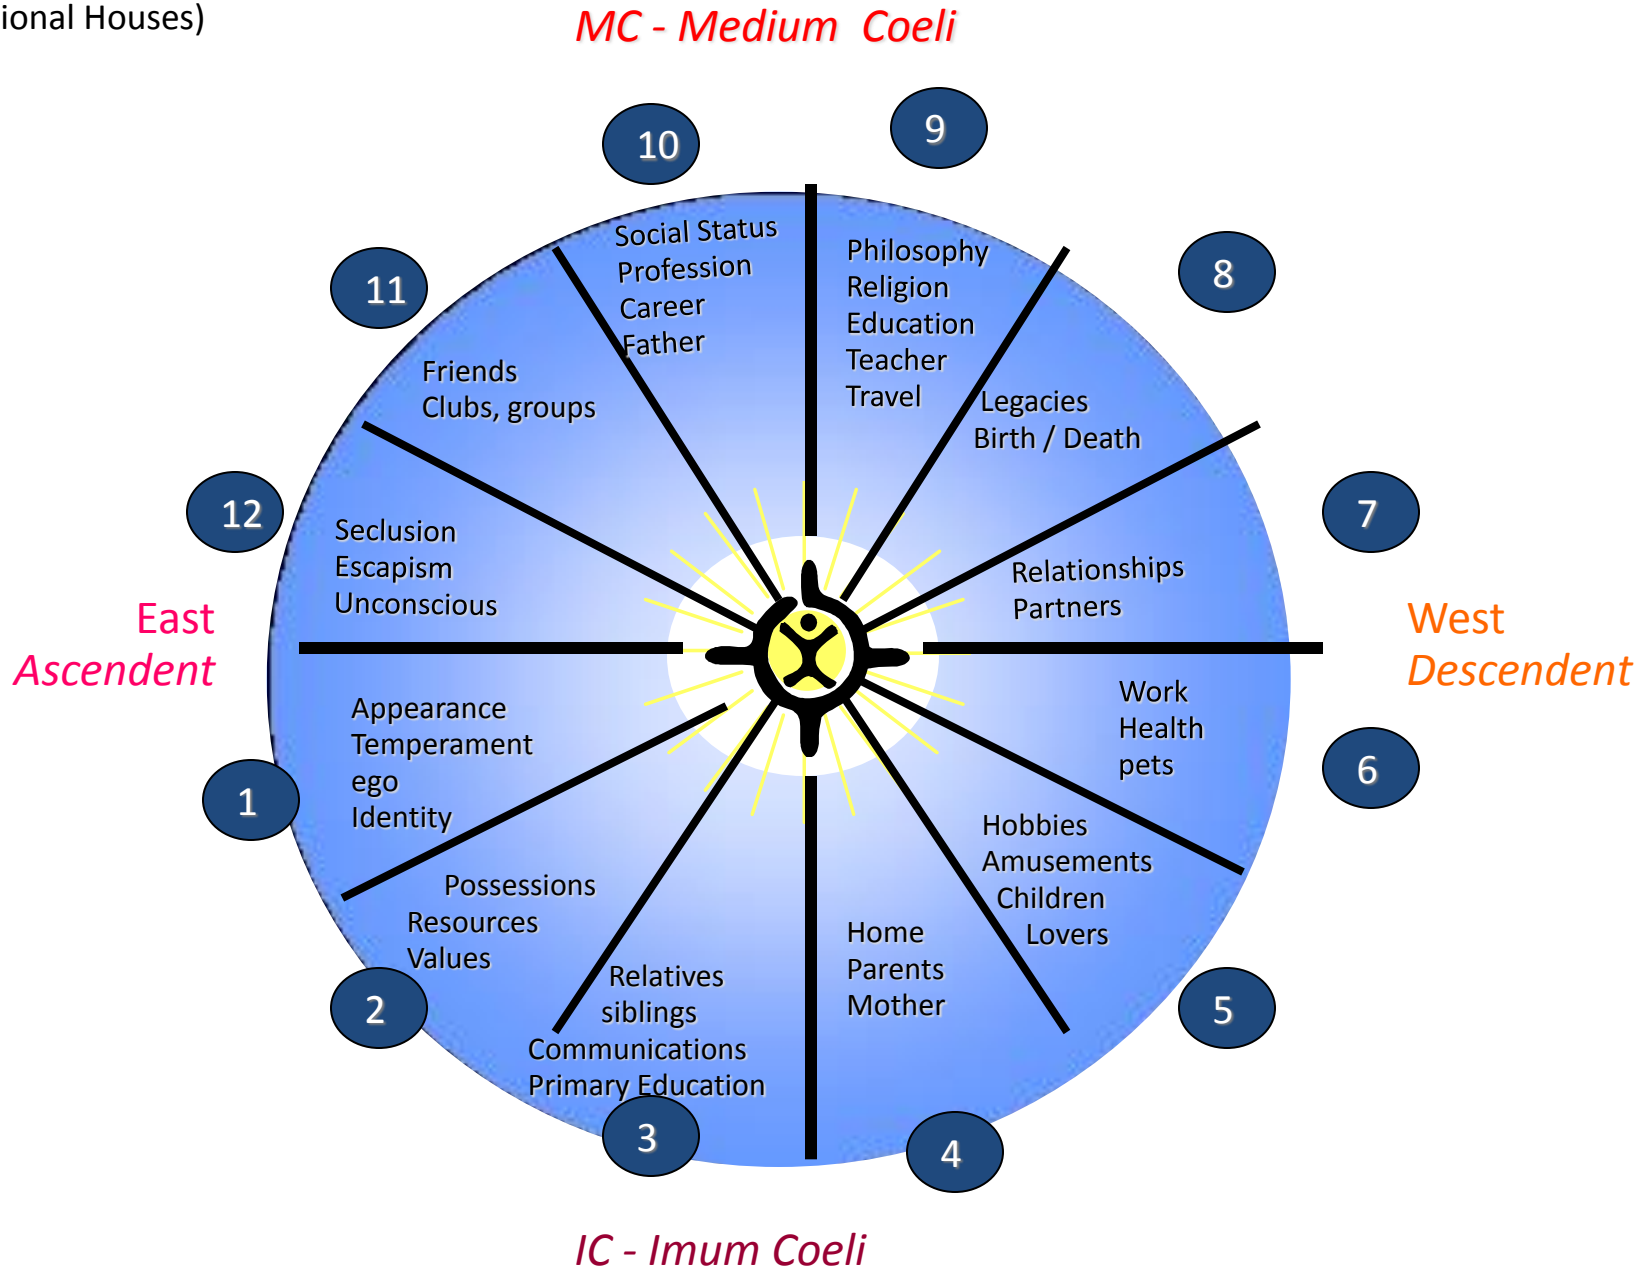 ional Houses)
MC - Medium Coeli
10
9
11
8
12
7
Social Status
Profession
Career
Father
Philosophy
Religion
Education
Teacher
Travel
Friends
Clubs, groups
Legacies
Birth / Death
Seclusion
Escapism
Unconscious
Relationships
Partners
East
Ascendent
West
Descendent
Appearance
Temperament
ego
Identity
Work
Health
pets
1
6
Possessions
Resources
Values
Hobbies
Amusements
Children
Lovers
Relatives
siblings
Communications
Primary Education
Home
Parents
Mother
2
5
3
4
IC - Imum Coeli